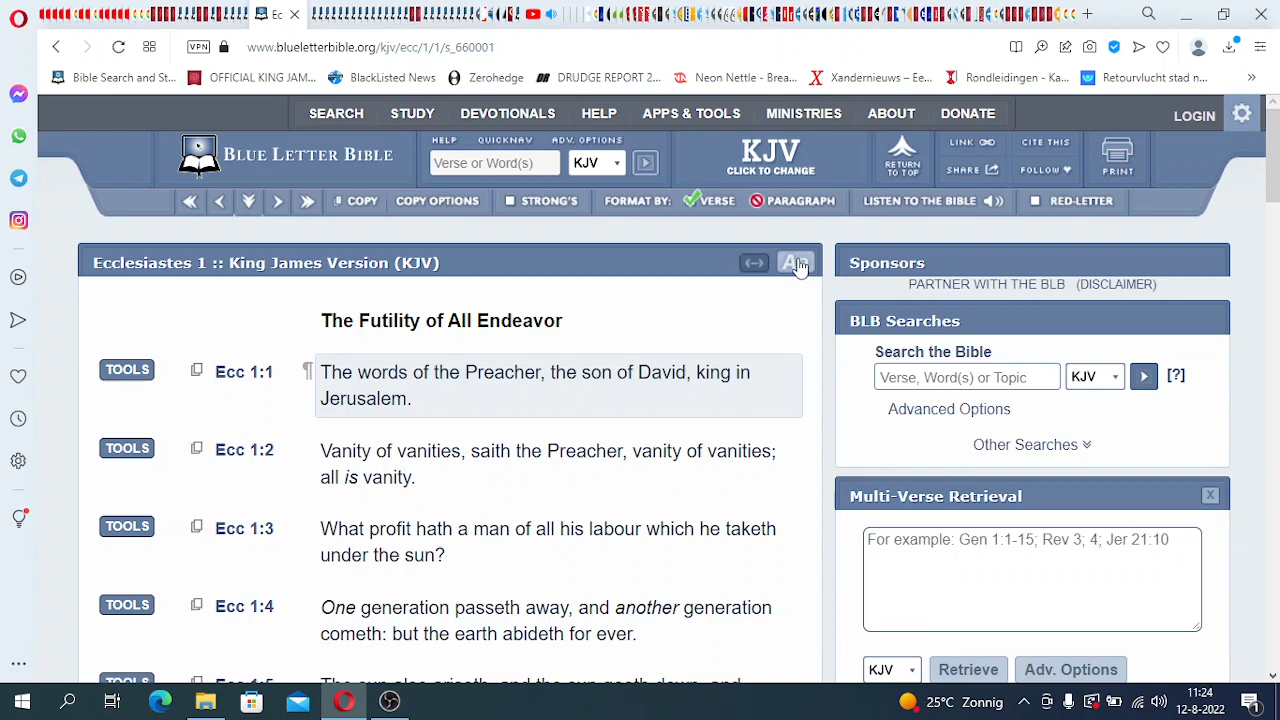 Ec
VPN
www.blueletterbible.org/kjv/ecc/1/1/s_660001
Bible Search and St...
OFFICIAL KING JAM...
BlackListed News
Zerohedge
DRUDGE REPORT 2...
Neon Nettle - Brea...
Xandernieuws – Ee...
Rondleidingen - Ka...
Retourvlucht stad n...
SEARCH STUDY DEVOTIONALS HELP APPS & TOOLS MINISTRIES ABOUT DONATE
LOGIN
BLUE LETTER BIBLE
HELP QUICKNAV ADV. OPTIONS
Verse or Word(s)
KJV
KJV
CLICK TO CHANGE
RETURN
TO TOP
LINK
CITE THIS
SHARE
FOLLOW
PRINT
COPY
COPY OPTIONS
STRONG'S
FORMAT BY: VERSE PARAGRAPH
LISTEN TO THE BIBLE
RED-LETTER
Ecclesiastes 1 :: King James Version (KJV)
The Futility of All Endeavor
TOOLS Ecc 1:1 ¶ The words of the Preacher, the son of David, king in
Jerusalem.
TOOLS Ecc 1:2 Vanity of vanities, saith the Preacher, vanity of vanities;
all is vanity.
TOOLS Ecc 1:3 What profit hath a man of all his labour which he taketh
under the sun?
TOOLS Ecc 1:4 One generation passeth away, and another generation
cometh: but the earth abideth for ever.
Sponsors
PARTNER WITH THE BLB (DISCLAIMER)
BLB Searches
Search the Bible
Verse, Word(s) or Topic
KJV
[?]
Advanced Options
Other Searches
Multi-Verse Retrieval
X
For example: Gen 1:1-15; Rev 3; 4; Jer 21:10
KJV
Retrieve
Adv. Options
25°C Zonnig
11:24
12-8-2022
1